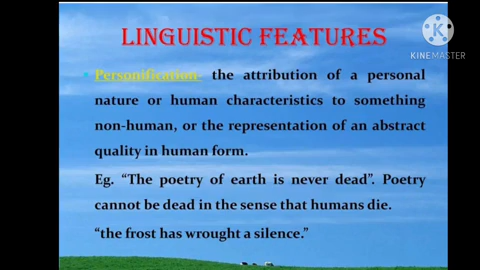 LINGUISTIC FEATURES
KINEMASTER
Personification- the attribution of a personal
nature or human characteristics to something
non-human, or the representation of an abstract
quality in human form.
Eg. “The poetry of earth is never dead”. Poetry
cannot be dead in the sense that humans die.
“the frost has wrought a silence.”